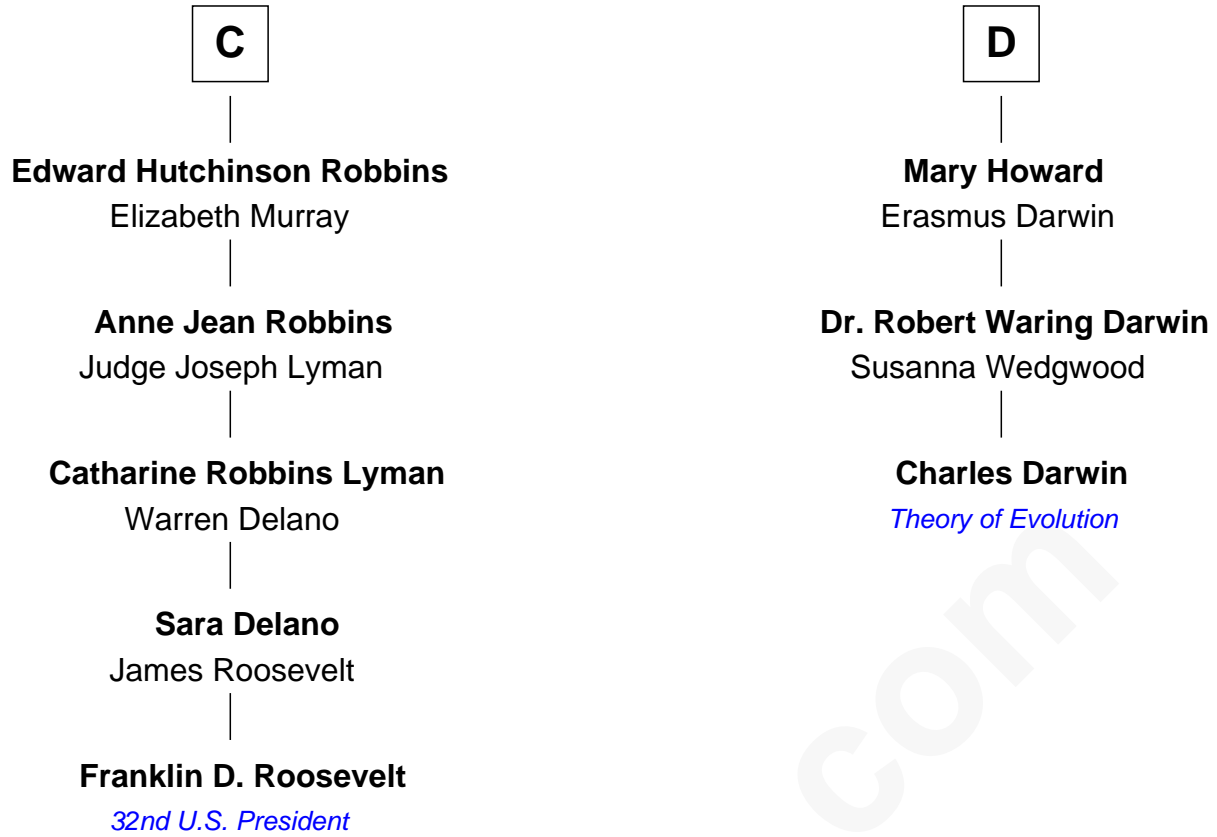 C
Edward Hutchinson Robbins
Elizabeth Murray
Anne Jean Robbins
Judge Joseph Lyman
Catharine Robbins Lyman
Warren Delano
Sara Delano
James Roosevelt
Franklin D. Roosevelt
32nd U.S. President
D
Mary Howard
Erasmus Darwin
Dr. Robert Waring Darwin
Susanna Wedgwood
Charles Darwin
Theory of Evolution
com